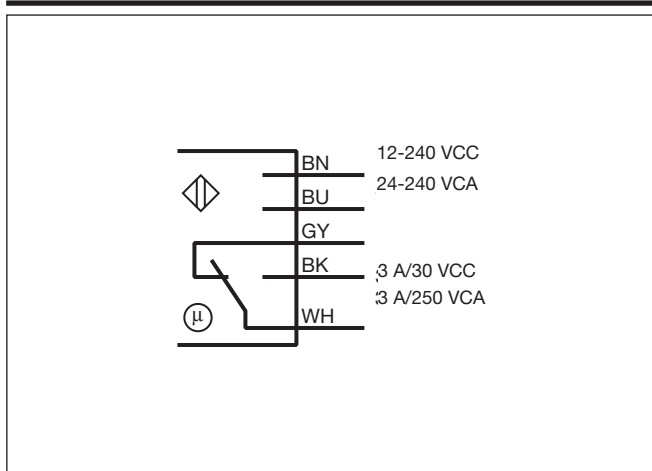 BN 12-240 VCC
24-240 VCA
BU
GY
BK 3 A/30 VCC
3 A/250 VCA
µ WH